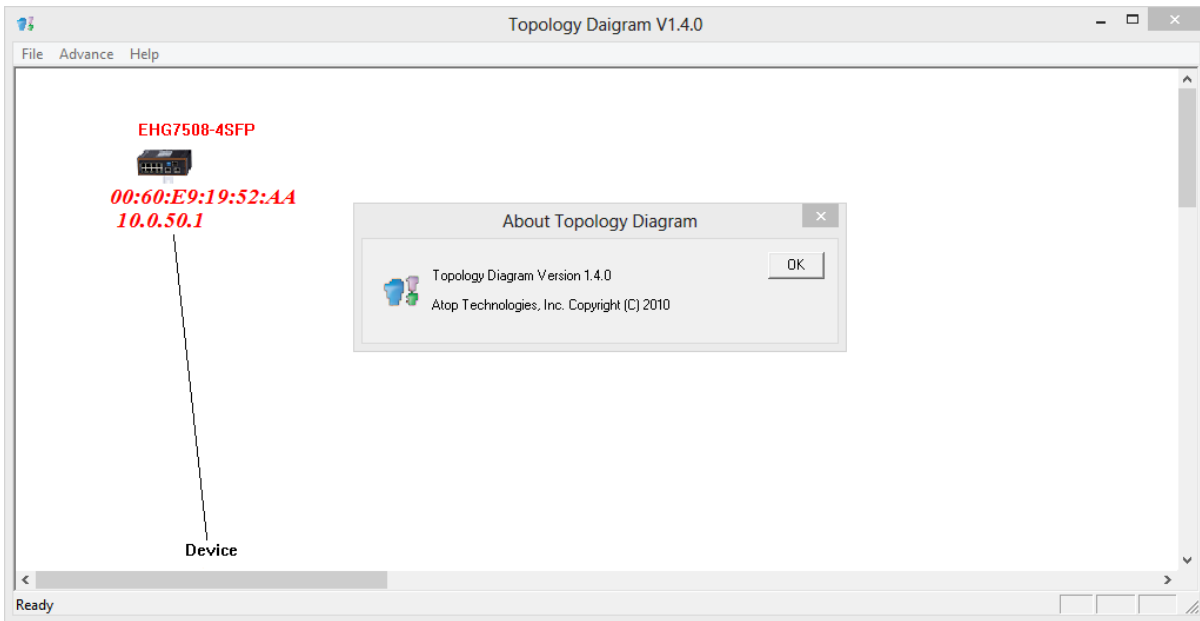 Topology Daigram V1.4.0
File Advance Help
EHG7508-4SFP
00:60:E9:19:52:AA
10.0.50.1
About Topology Diagram
OK
Topology Diagram Version 1.4.0
Atop Technologies, Inc. Copyright (C) 2010
Device
Ready